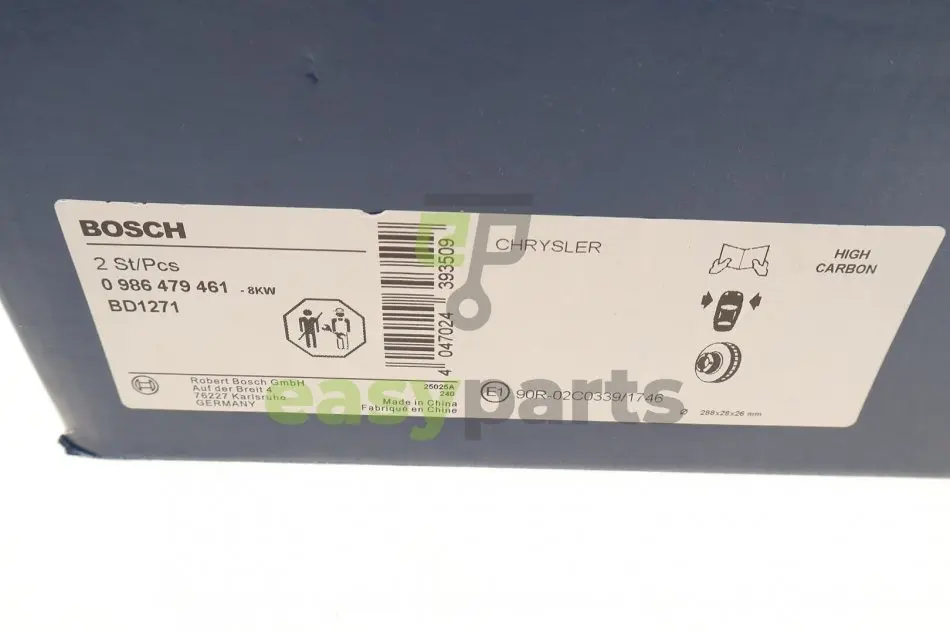 BOSCH
2 St/Pcs
0 986 479 461 - 8KW
BD1271
4 047024 393509
CHRYSLER
HIGH
CARBON
Robert Bosch GmbH
Auf der Breit 4
76227 Karlsruhe
GERMANY
25025A
240
Made in China
Fabriqué en Chine
E1 90R-02C0339/1746
Ø 288x28x26 mm
ep
easyparts